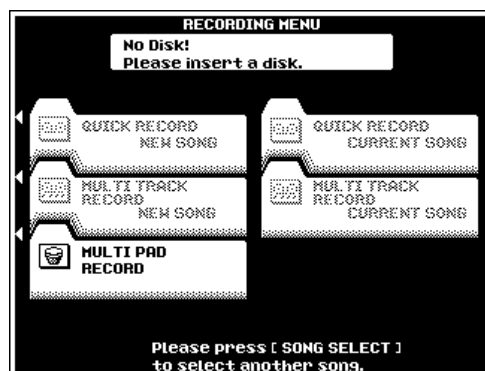 RECORDING MENU
No Disk!
Please insert a disk.
QUICK RECORD
NEW SONG
QUICK RECORD
CURRENT SONG
MULTI TRACK
RECORD
NEW SONG
MULTI TRACK
RECORD
CURRENT SONG
MULTI PAD
RECORD
Please press [ SONG SELECT ]
to select another song.